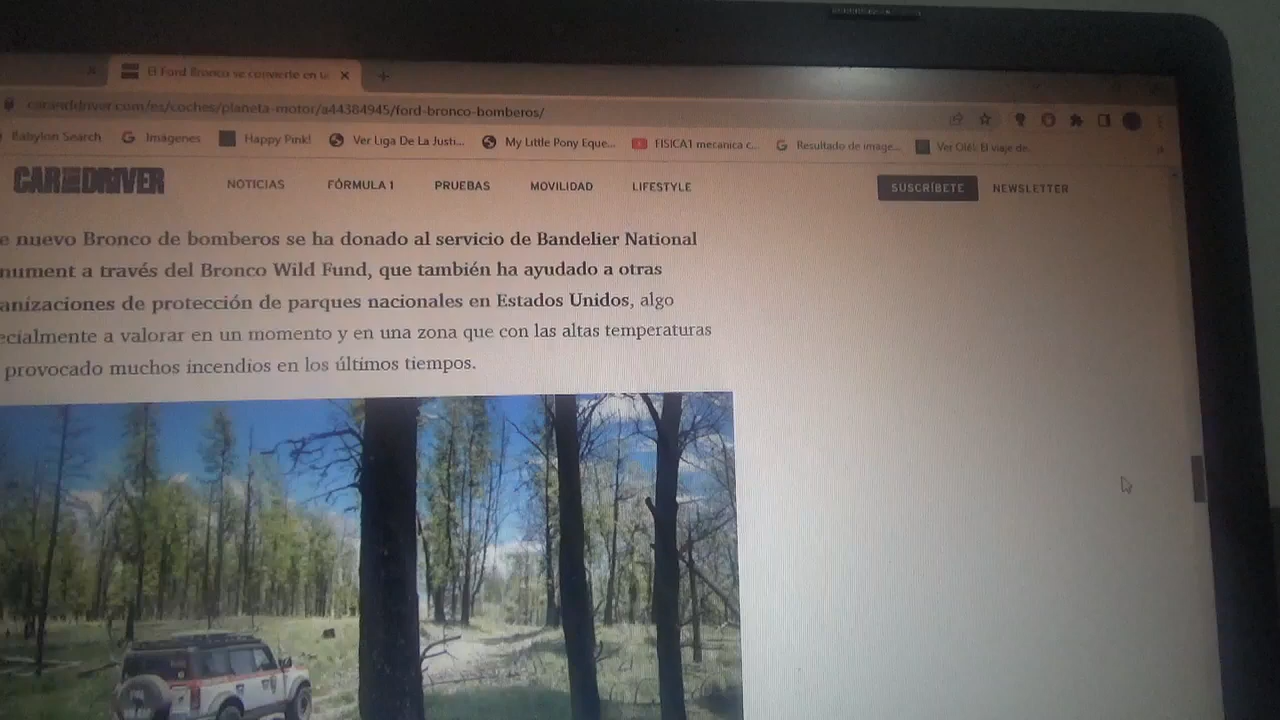 El Ford Bronco se convierte en la
caranddriver.com/es/coches/planeta-motor/a44384945/ford-bronco-bomberos/
Babylon Search Imágenes Happy Pink! Ver Liga De La Justi... My Little Pony Eque... FISICA1 mecanica c... Resultado de image... Ver Olé! El viaje de
CAR AND DRIVER NOTICIAS FÓRMULA 1 PRUEBAS MOVILIDAD LIFESTYLE SUSCRÍBETE NEWSLETTER
e nuevo Bronco de bomberos se ha donado al servicio de Bandelier National
nument a través del Bronco Wild Fund, que también ha ayudado a otras
anizaciones de protección de parques nacionales en Estados Unidos, algo
ecialmente a valorar en un momento y en una zona que con las altas temperaturas
provocado muchos incendios en los últimos tiempos.